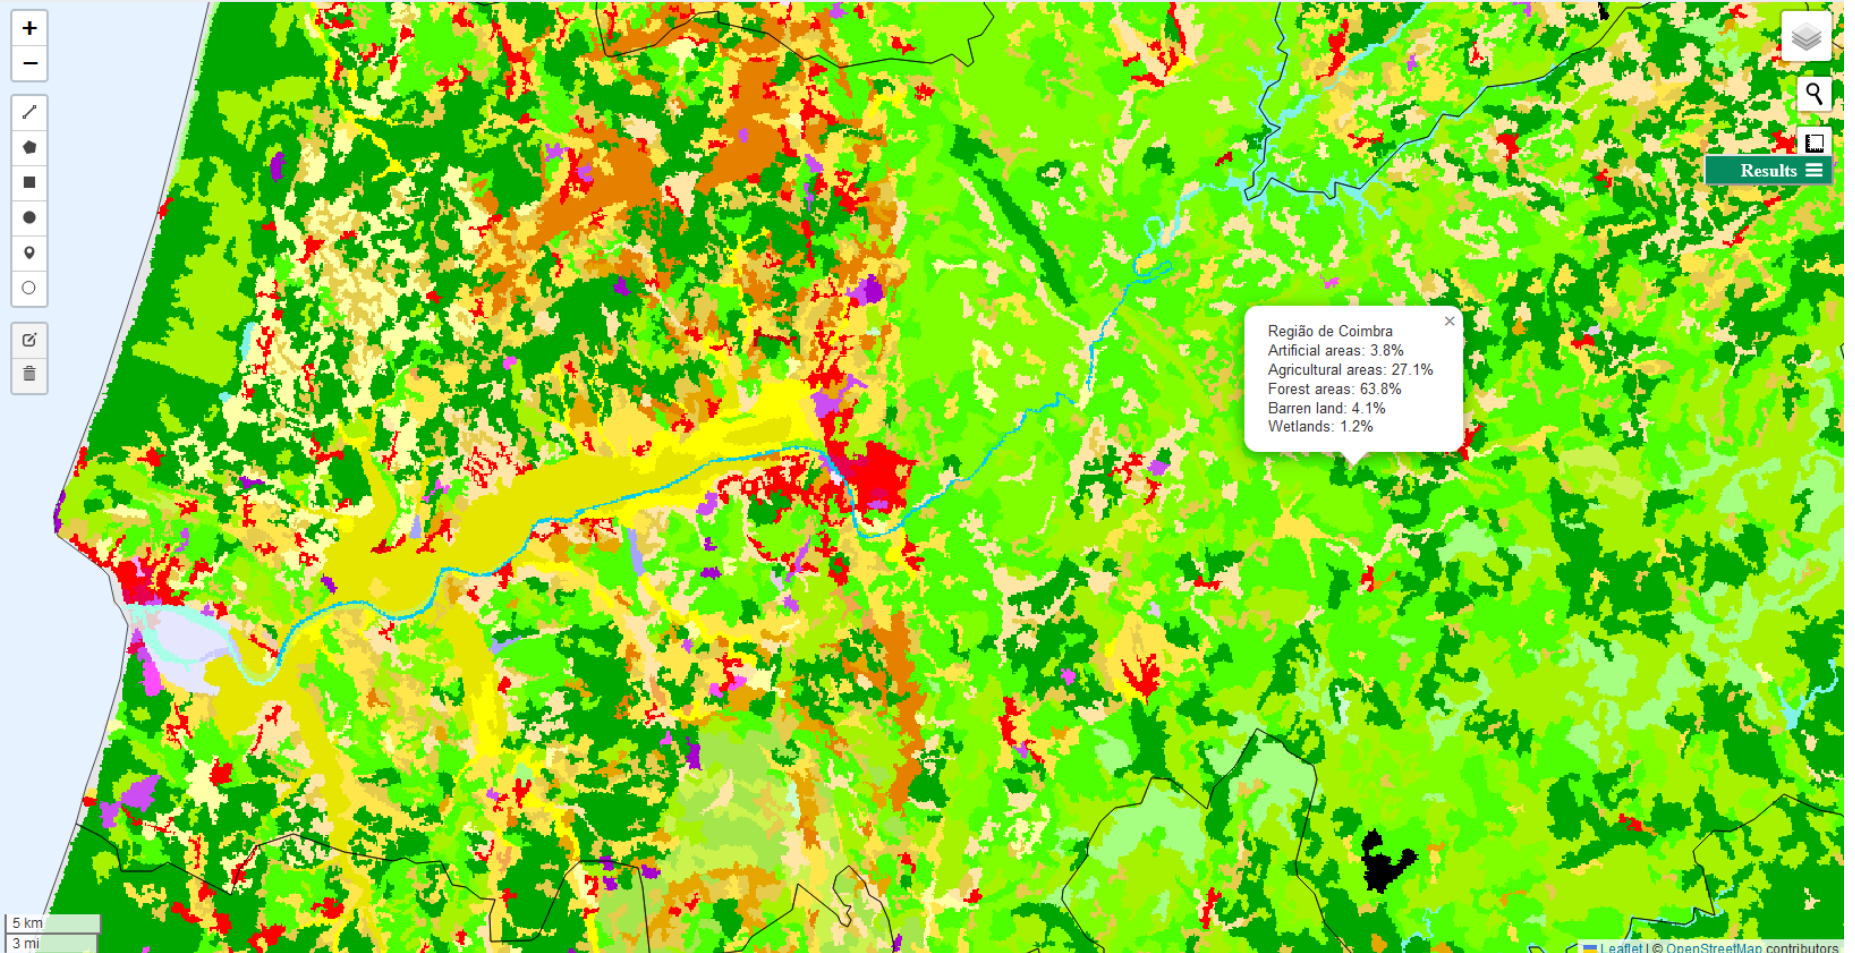 +
−
Results
×
Região de Coimbra
Artificial areas: 3.8%
Agricultural areas: 27.1%
Forest areas: 63.8%
Barren land: 4.1%
Wetlands: 1.2%
5 km
3 mi
Leaflet | © OpenStreetMap contributors